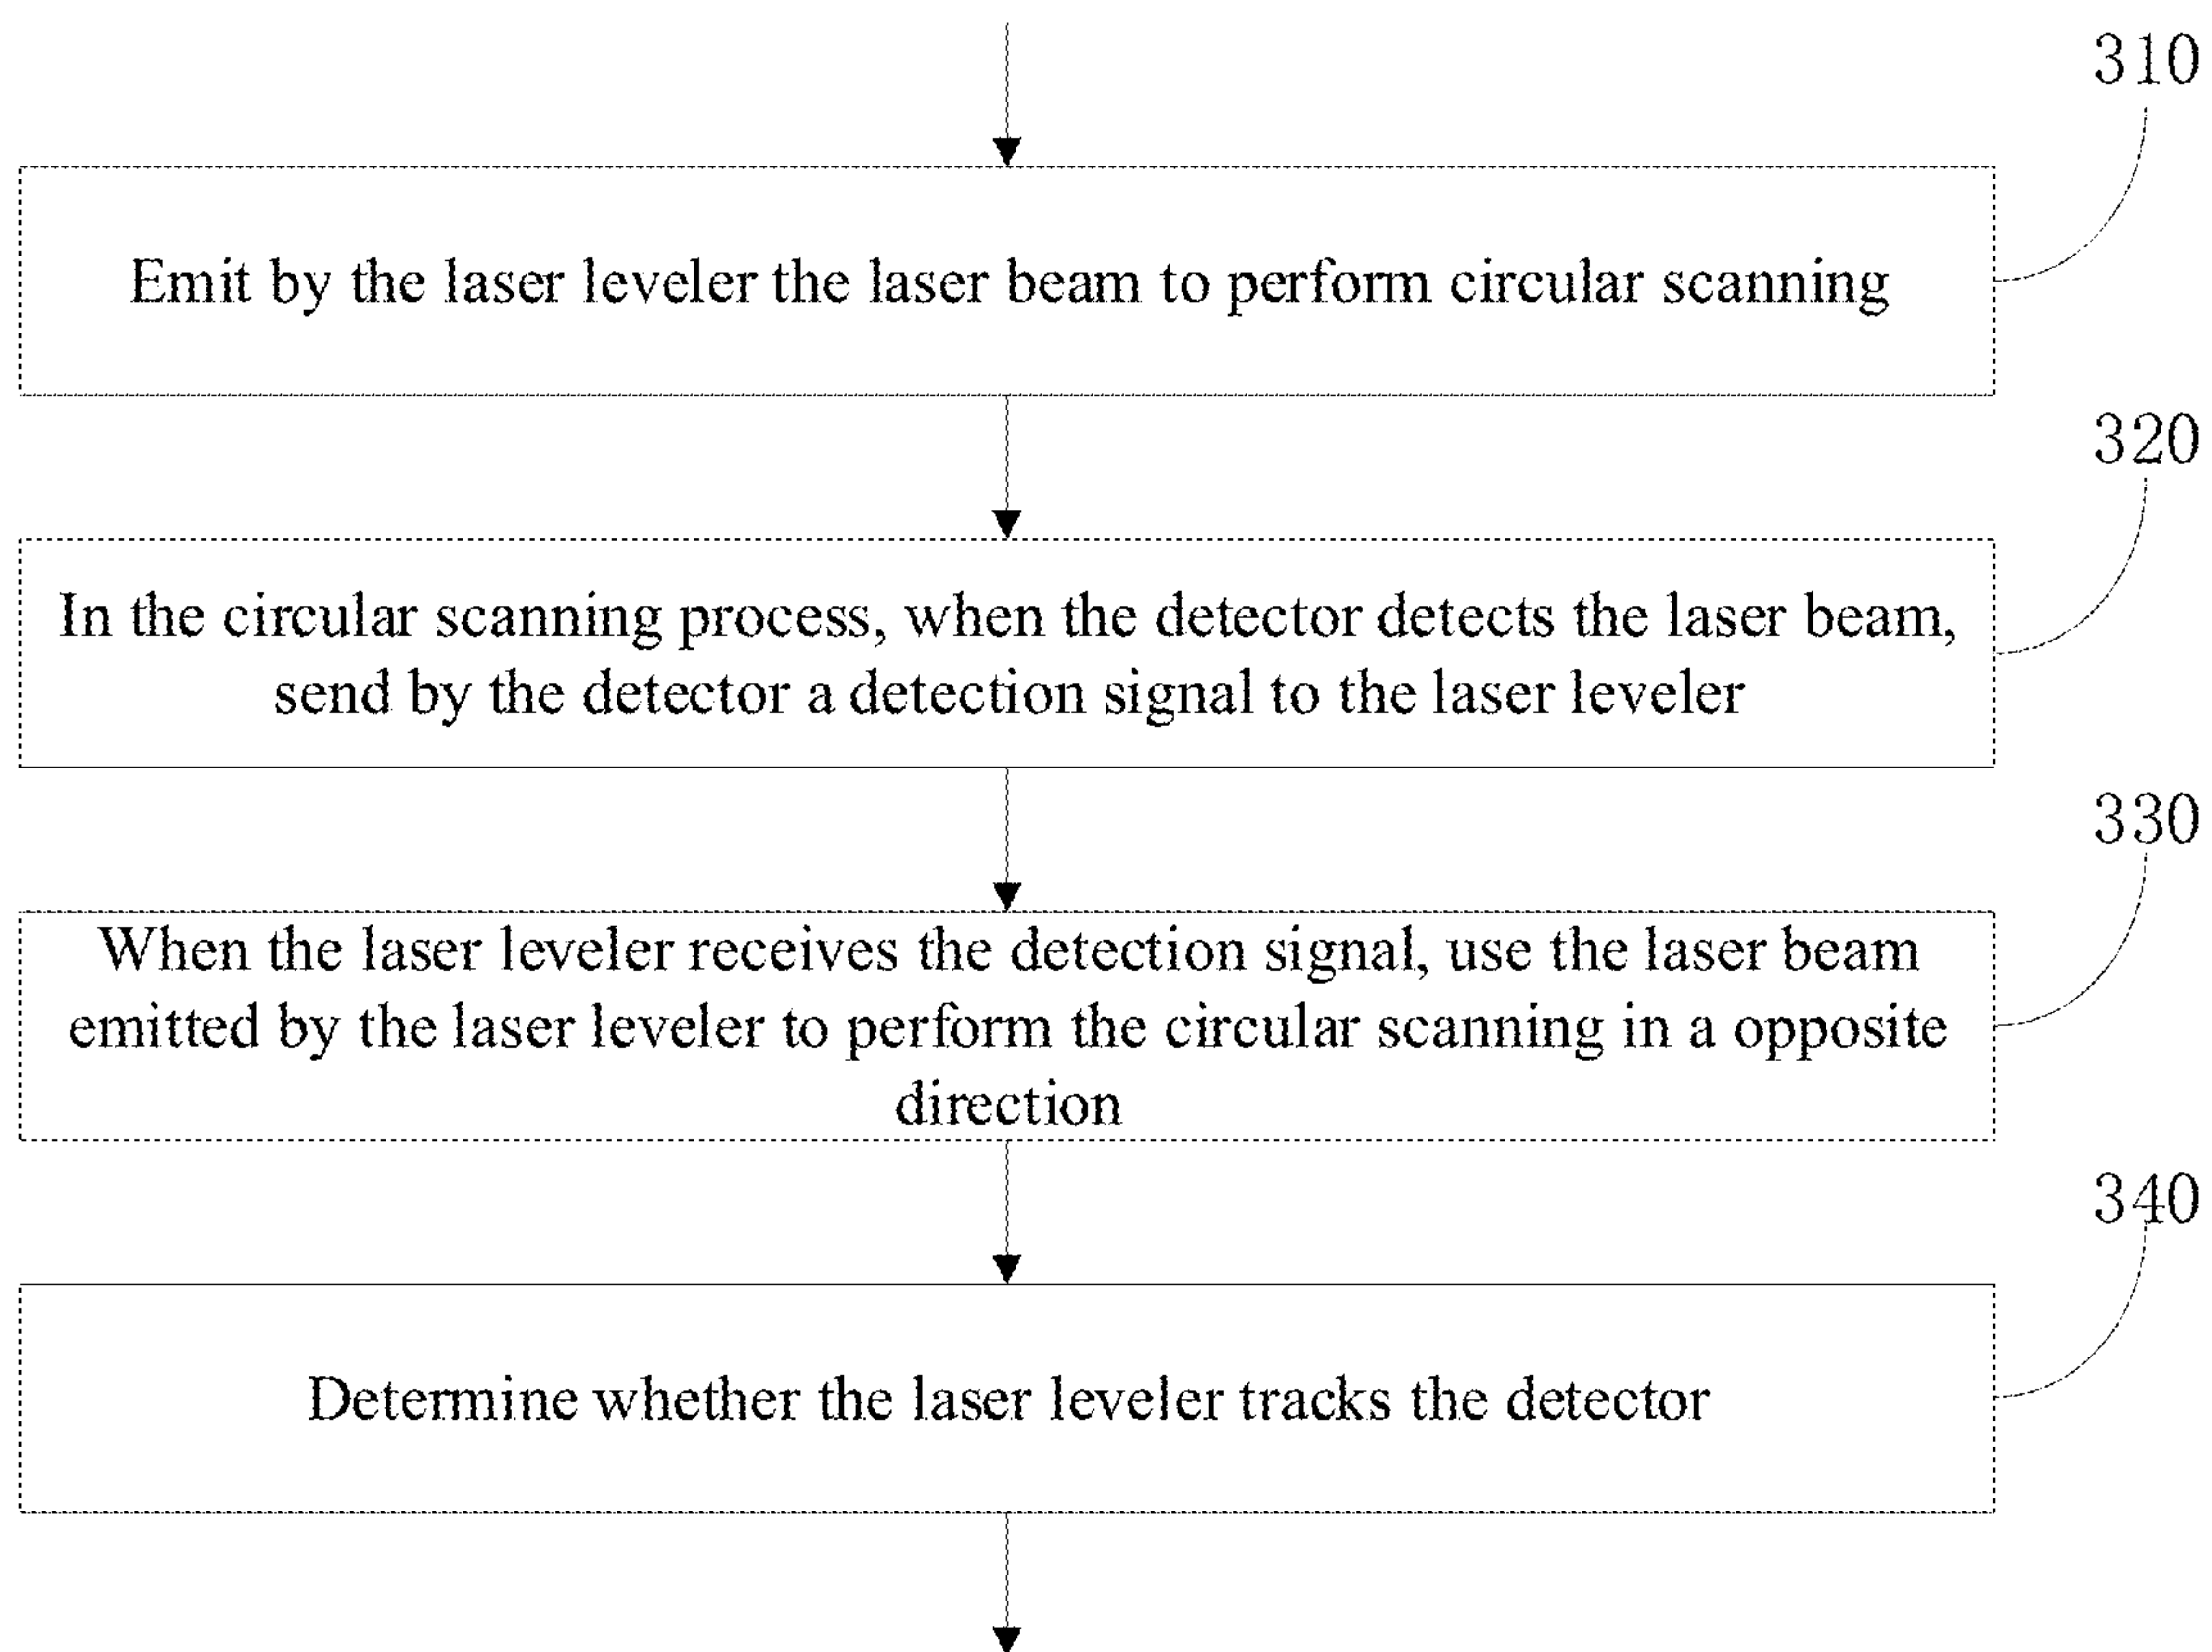 310
Emit by the laser leveler the laser beam to perform circular scanning
320
In the circular scanning process, when the detector detects the laser beam,
send by the detector a detection signal to the laser leveler
330
When the laser leveler receives the detection signal, use the laser beam
emitted by the laser leveler to perform the circular scanning in a opposite
direction
340
Determine whether the laser leveler tracks the detector